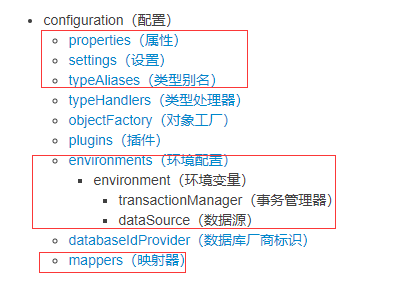 configuration（配置）
properties（属性）
settings（设置）
typeAliases（类型别名）
typeHandlers（类型处理器）
objectFactory（对象工厂）
plugins（插件）
environments（环境配置）
environment（环境变量）
transactionManager（事务管理器）
dataSource（数据源）
databaseIdProvider（数据库厂商标识）
mappers（映射器）